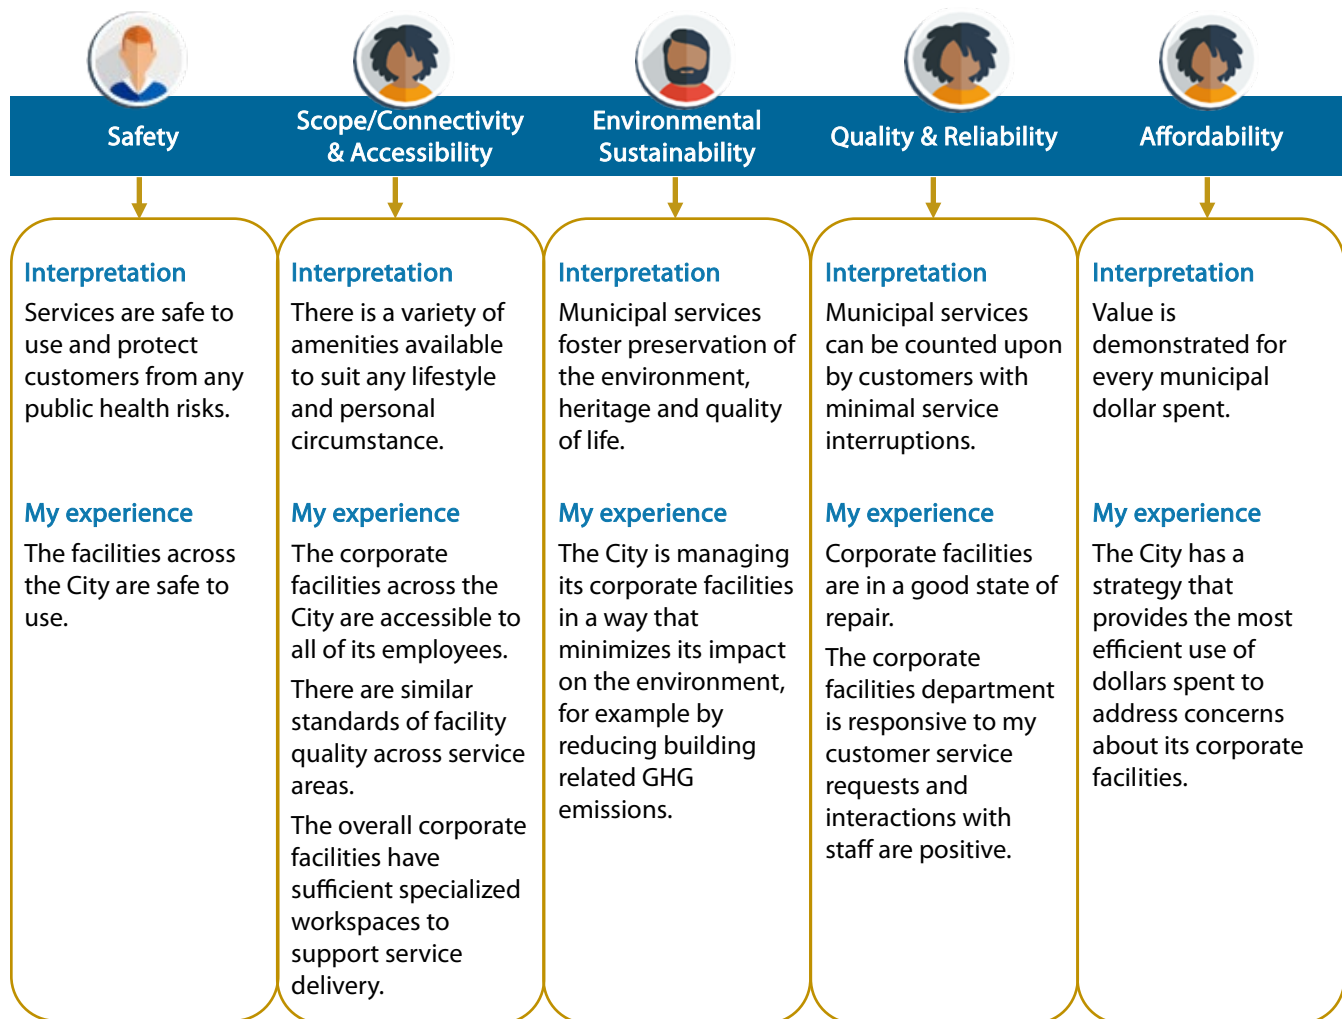 Safety
Scope/Connectivity
& Accessibility
Environmental
Sustainability
Quality & Reliability
Affordability
Interpretation
Services are safe to
use and protect
customers from any
public health risks.
My experience
The facilities across
the City are safe to
use.
Interpretation
There is a variety of
amenities available
to suit any lifestyle
and personal
circumstance.
My experience
The corporate
facilities across the
City are accessible to
all of its employees.
There are similar
standards of facility
quality across service
areas.
The overall corporate
facilities have
sufficient specialized
workspaces to
support service
delivery.
Interpretation
Municipal services
foster preservation of
the environment,
heritage and quality
of life.
My experience
The City is managing
its corporate facilities
in a way that
minimizes its impact
on the environment,
for example by
reducing building
related GHG
emissions.
Interpretation
Municipal services
can be counted upon
by customers with
minimal service
interruptions.
My experience
Corporate facilities
are in a good state of
repair.
The corporate
facilities department
is responsive to my
customer service
requests and
interactions with
staff are positive.
Interpretation
Value is
demonstrated for
every municipal
dollar spent.
My experience
The City has a
strategy that
provides the most
efficient use of
dollars spent to
address concerns
about its corporate
facilities.